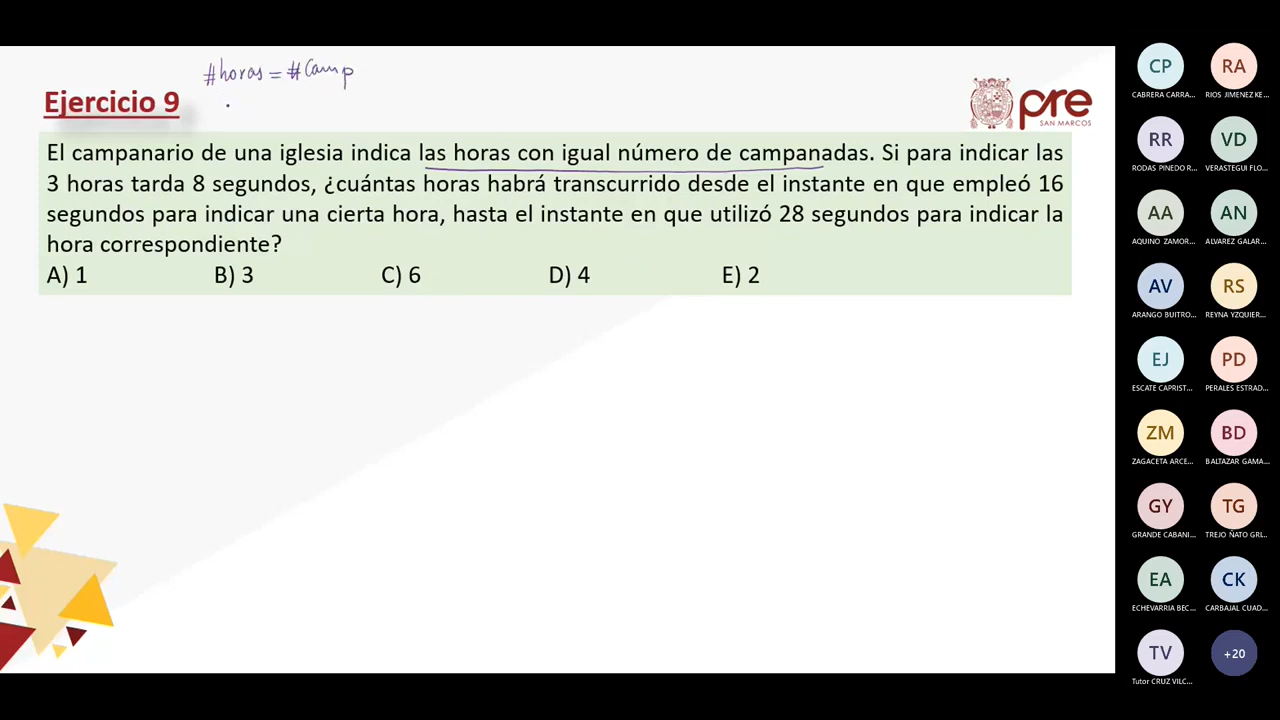 #horas = #Camp
Ejercicio 9
pre
SAN MARCOS
El campanario de una iglesia indica las horas con igual número de campanadas. Si para indicar las
3 horas tarda 8 segundos, ¿cuántas horas habrá transcurrido desde el instante en que empleó 16
segundos para indicar una cierta hora, hasta el instante en que utilizó 28 segundos para indicar la
hora correspondiente?
A) 1 B) 3 C) 6 D) 4 E) 2
CP RA
CABRERA CARRA... RIOS JIMENEZ KE...
RR VD
RODAS PINEDO R... VERASTEGUI FLO...
AA AN
AQUINO ZAMOR... ALVAREZ GALAR...
AV RS
ARANGO BUITRO... REYNA YZQUIER...
EJ PD
ESCATE CAPRIST... PERALES ESTRAD...
ZM BD
ZAGACETA ARCE... BALTAZAR GAMA...
GY TG
GRANDE CABANI... TREJO ÑATO GRL...
EA CK
ECHEVARRIA BEC... CARBAJAL CUAD...
TV +20
Tutor CRUZ VILC...